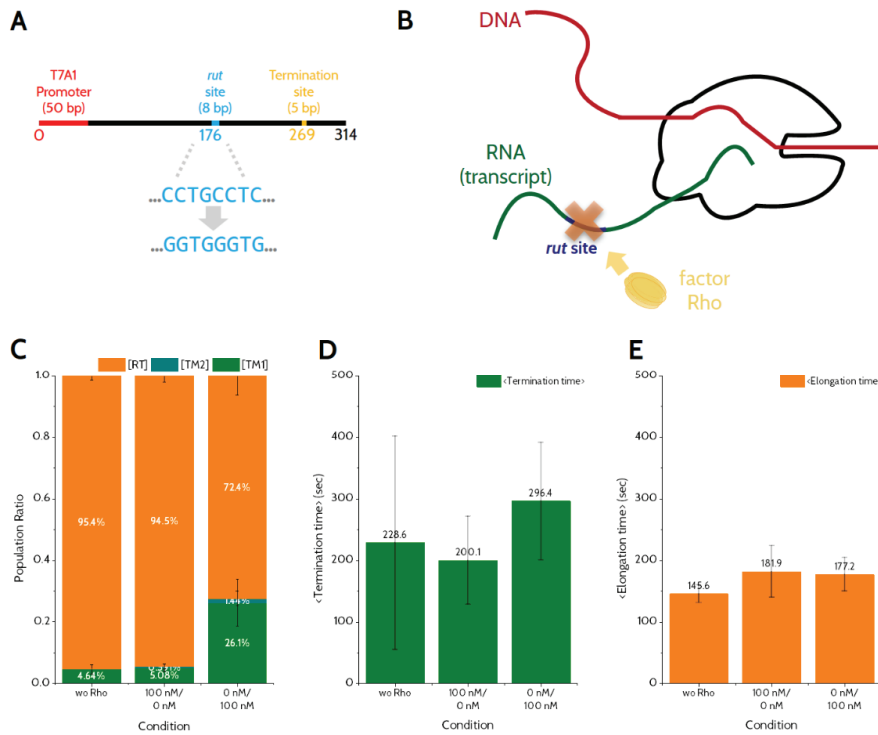 A
T7A1
Promoter
(50 bp)
rut
site
(8 bp)
Termination
site
(5 bp)
0
176
269
314
...CCTGCCTC...
...GGTGGGTG...
B
DNA
RNA
(transcript)
rut site
factor
Rho
C
[RT] [TM2] [TM1]
Population Ratio
1.0
0.8
0.6
0.4
0.2
0.0
95.4%
4.64%
94.5%
5.08%
72.4%
1.44%
26.1%
wo Rho
100 nM/
0 nM
0 nM/
100 nM
Condition
D
‹Termination time›
‹Termination time› (sec)
500
400
300
200
100
0
228.6
200.1
296.4
wo Rho
100 nM/
0 nM
0 nM/
100 nM
Condition
E
‹Elongation time
‹Elongation time› (sec)
500
400
300
200
100
0
145.6
181.9
177.2
wo Rho
100 nM/
0 nM
0 nM/
100 nM
Condition